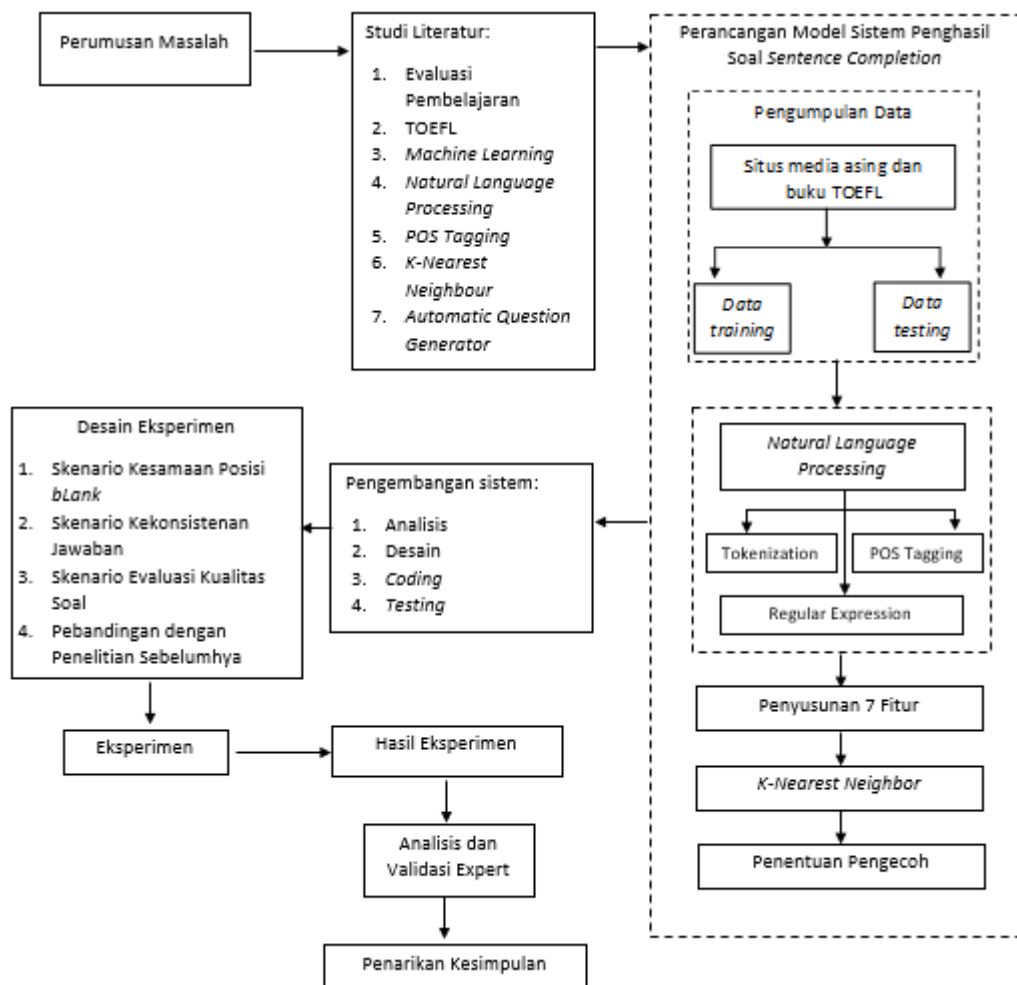 Perumusan Masalah
Studi Literatur:
1. Evaluasi
Pembelajaran
2. TOEFL
3. Machine Learning
4. Natural Language
Processing
5. POS Tagging
6. K-Nearest
Neighbour
7. Automatic Question
Generator
Perancangan Model Sistem Penghasil
Soal Sentence Completion
Pengumpulan Data
Situs media asing dan
buku TOEFL
Data
training
Data
testing
Natural Language
Processing
Tokenization
POS Tagging
Regular Expression
Penyusunan 7 Fitur
K-Nearest Neighbor
Penentuan Pengecoh
Pengembangan sistem:
1. Analisis
2. Desain
3. Coding
4. Testing
Desain Eksperimen
1. Skenario Kesamaan Posisi
bLank
2. Skenario Kekonsistenan
Jawaban
3. Skenario Evaluasi Kualitas
Soal
4. Pebandingan dengan
Penelitian Sebelumhya
Eksperimen
Hasil Eksperimen
Analisis dan
Validasi Expert
Penarikan Kesimpulan